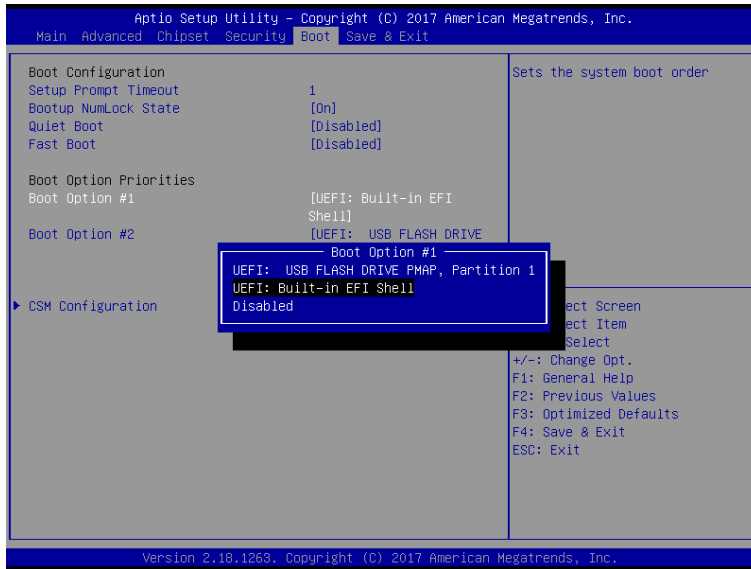 Aptio Setup Utility – Copyright (C) 2017 American Megatrends, Inc.
Main Advanced Chipset Security Boot Save & Exit
Boot Configuration
Setup Prompt Timeout 1
Bootup NumLock State [On]
Quiet Boot [Disabled]
Fast Boot [Disabled]
Boot Option Priorities
Boot Option #1 [UEFI: Built-in EFI
Shell]
Boot Option #2 [UEFI: USB FLASH DRIVE
CSM Configuration
Boot Option #1
UEFI: USB FLASH DRIVE PMAP, Partition 1
UEFI: Built-in EFI Shell
Disabled
Sets the system boot order
ect Screen
ect Item
Select
+/-: Change Opt.
F1: General Help
F2: Previous Values
F3: Optimized Defaults
F4: Save & Exit
ESC: Exit
Version 2.18.1263. Copyright (C) 2017 American Megatrends, Inc.